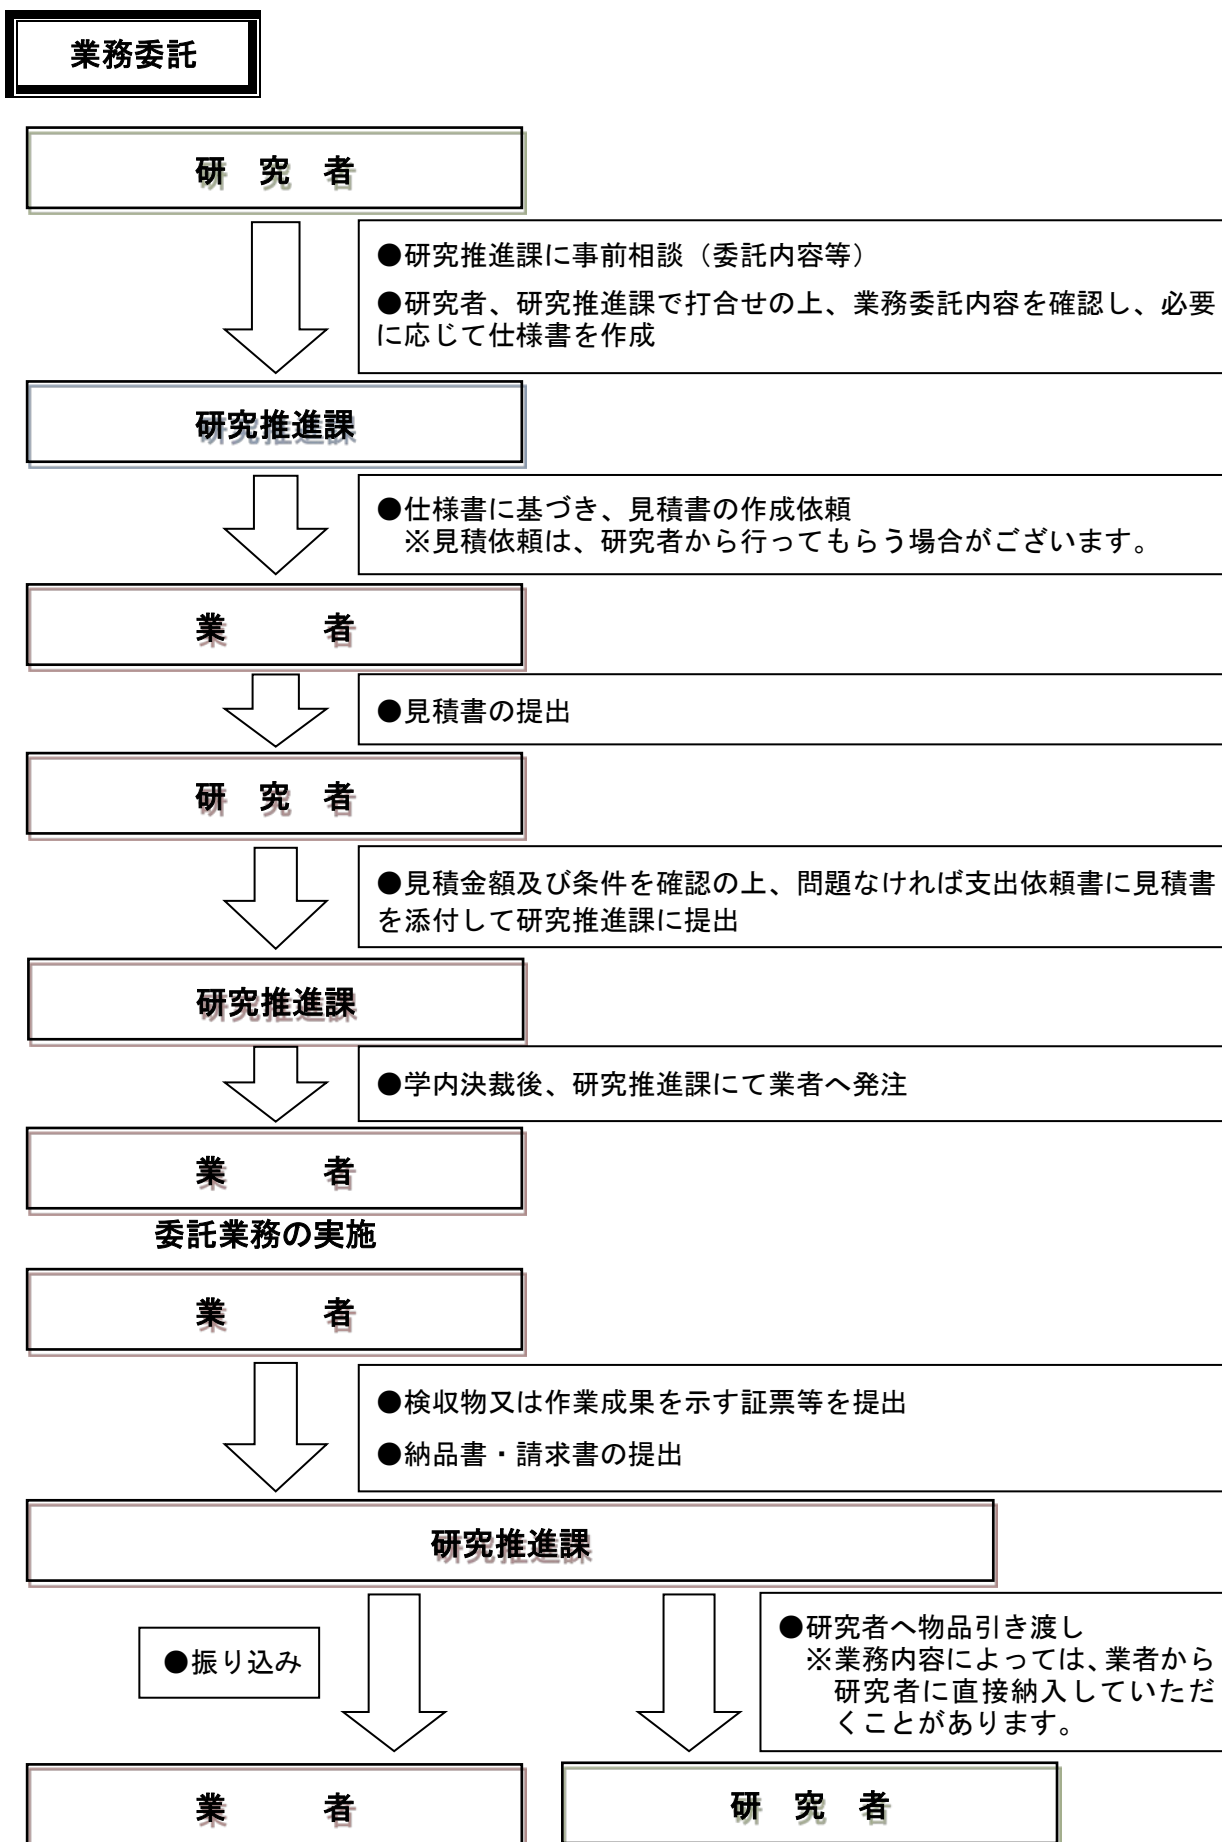 業務委託
研 究 者
●研究推進課に事前相談（委託内容等）
●研究者、研究推進課で打合せの上、業務委託内容を確認し、必要
に応じて仕様書を作成
研究推進課
●仕様書に基づき、見積書の作成依頼
※見積依頼は、研究者から行ってもらう場合がございます。
業 者
●見積書の提出
研 究 者
●見積金額及び条件を確認の上、問題なければ支出依頼書に見積書
を添付して研究推進課に提出
研究推進課
●学内決裁後、研究推進課にて業者へ発注
業 者
委託業務の実施
業 者
●検収物又は作業成果を示す証票等を提出
●納品書・請求書の提出
研究推進課
●振り込み
●研究者へ物品引き渡し
※業務内容によっては、業者から
研究者に直接納入していただ
くことがあります。
業 者
研 究 者